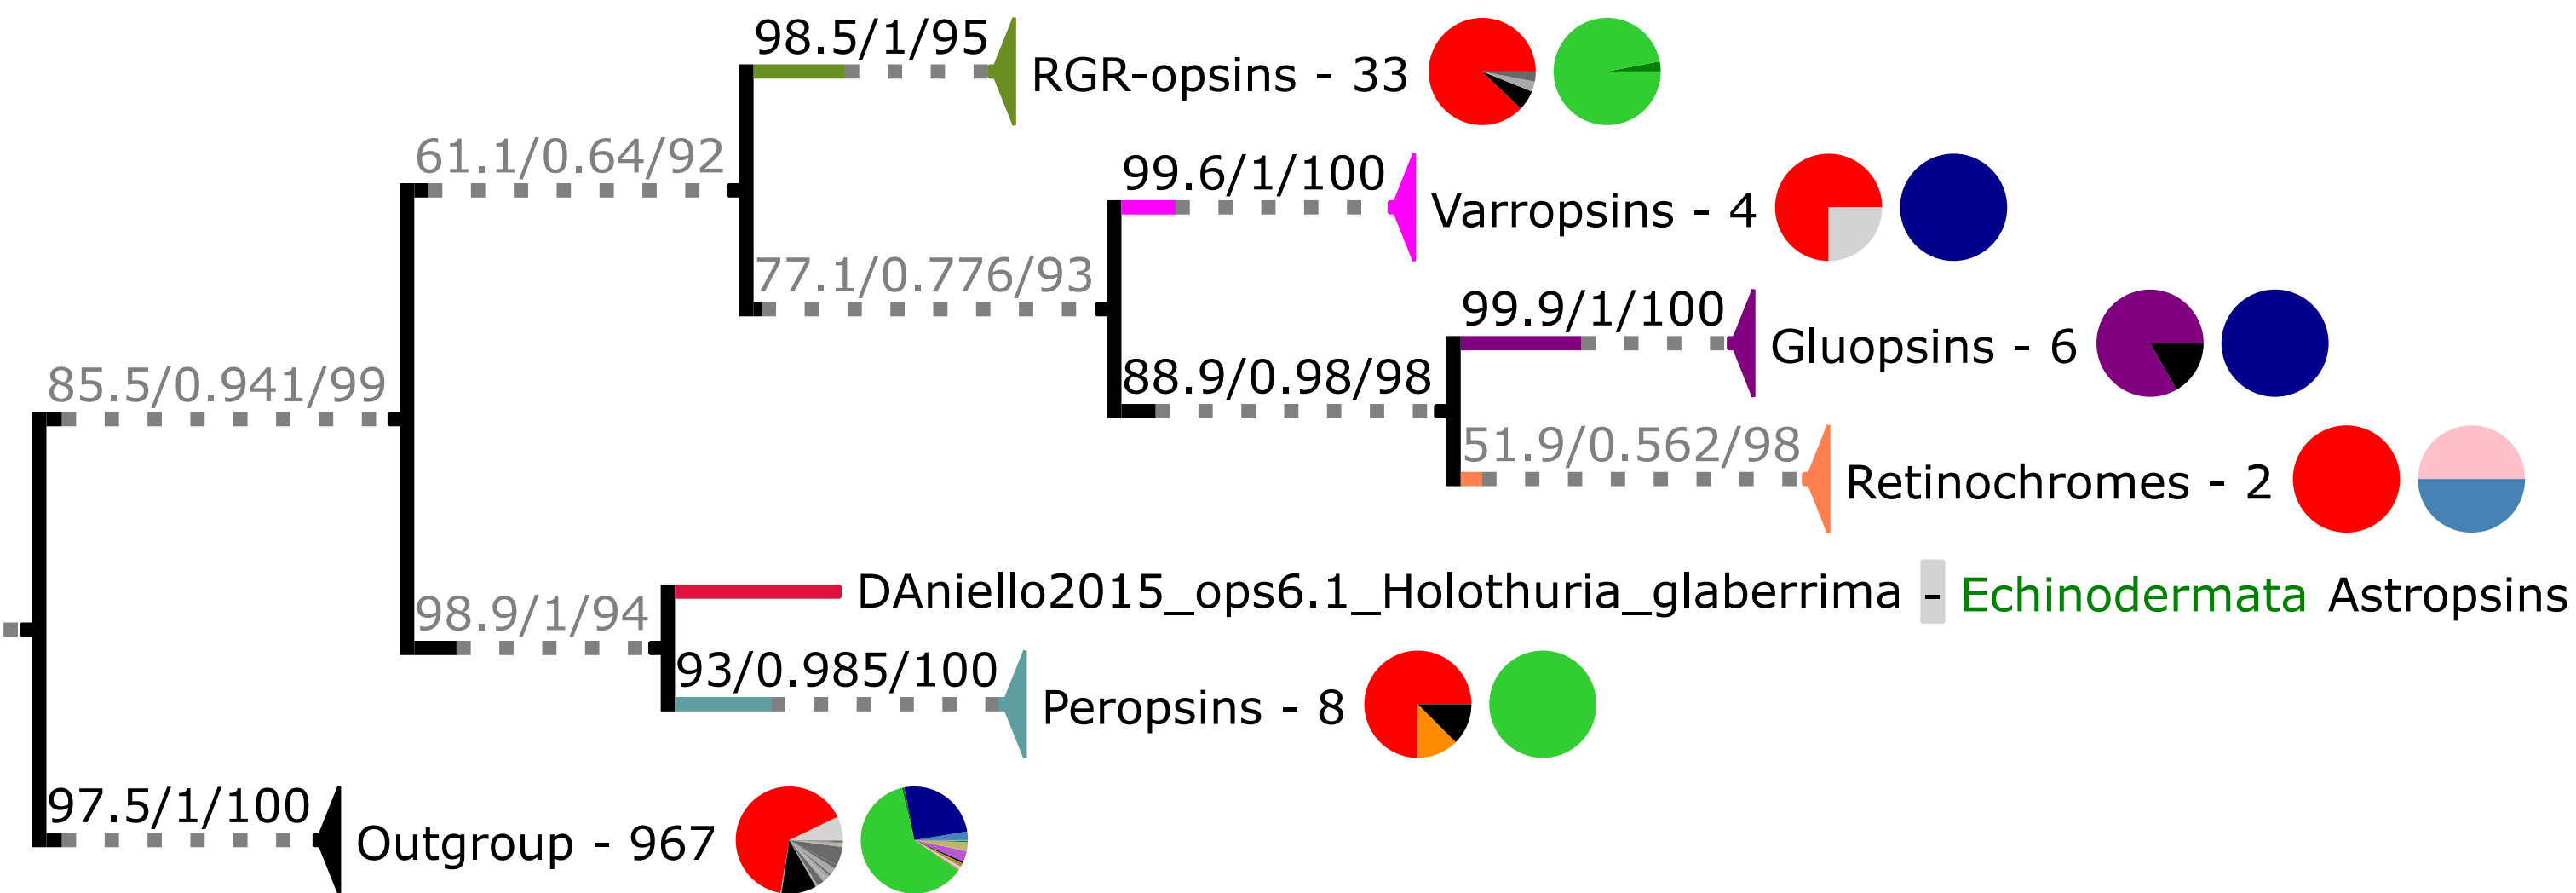 98.5/1/95
RGR-opsins - 33
61.1/0.64/92
99.6/1/100
Varropsins - 4
77.1/0.776/93
99.9/1/100
Gluopsins - 6
85.5/0.941/99
88.9/0.98/98
51.9/0.562/98
Retinochromes - 2
DAniello2015_ops6.1_Holothuria_glaberrima - Echinodermata Astropsins
98.9/1/94
93/0.985/100
Peropsins - 8
97.5/1/100
Outgroup - 967